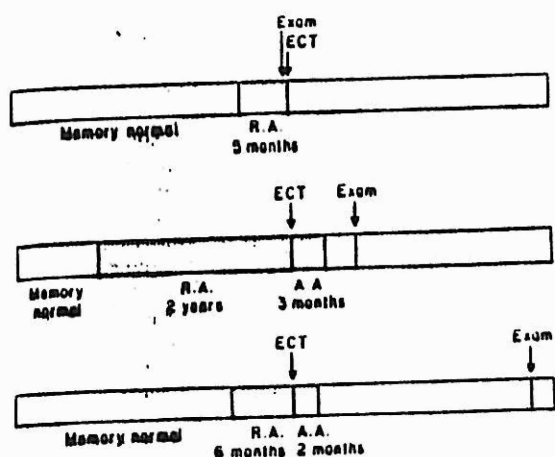 Exam
ECT
Memory normal
R.A.
5 months
ECT
Exam
Memory
normal
R.A.
2 years
A A
3 months
ECT
Exam
Memory normal
R.A.
6 months
A.A.
2 months